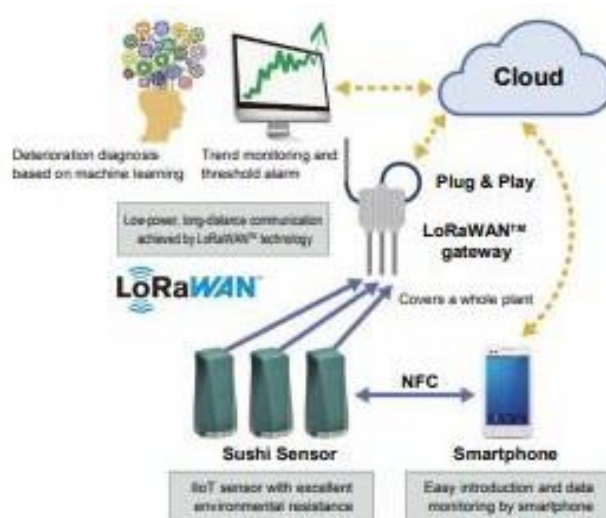 Cloud
Deterioration diagnosis
based on machine learning
Trend monitoring and
threshold alarm
Plug & Play
Low-power, long-distance communication
achieved by LoRaWAN™ technology
LoRaWAN™
gateway
LoRaWAN™
Covers a whole plant
NFC
Sushi Sensor
Smartphone
IIoT sensor with excellent
environmental resistance
Easy introduction and data
monitoring by smartphone